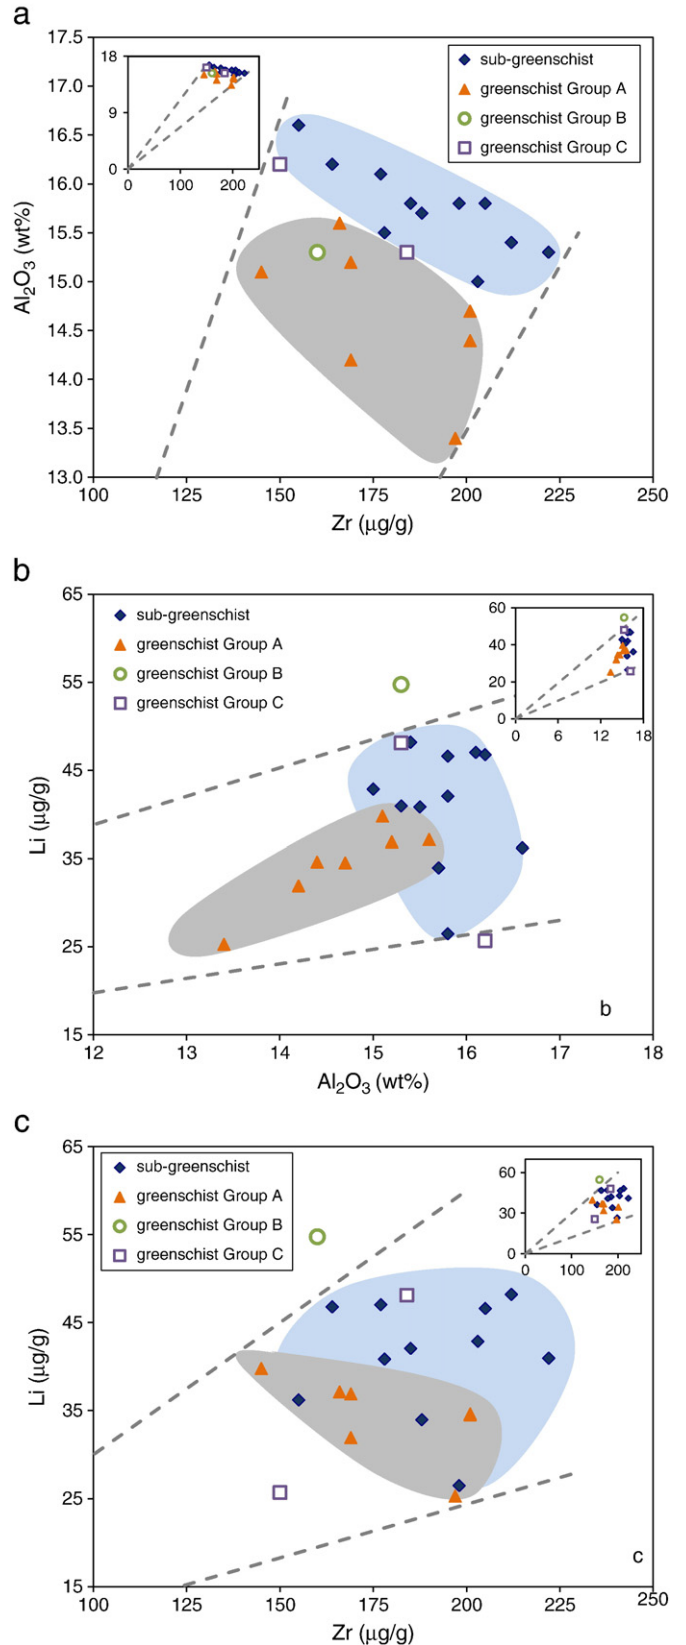 a
17.5
17.0
16.5
16.0
15.5
15.0
14.5
14.0
13.5
13.0
Al₂O₃ (wt%)
18
9
0
0 100 200
sub-greenschist
greenschist Group A
greenschist Group B
greenschist Group C
100 125 150 175 200 225 250
Zr (µg/g)
b
65
55
45
35
25
15
Li (µg/g)
sub-greenschist
greenschist Group A
greenschist Group B
greenschist Group C
60
40
20
0
0 6 12 18
b
12 13 14 15 16 17 18
Al₂O₃ (wt%)
c
65
55
45
35
25
15
Li (µg/g)
sub-greenschist
greenschist Group A
greenschist Group B
greenschist Group C
60
30
0
0 100 200
c
100 125 150 175 200 225 250
Zr (µg/g)